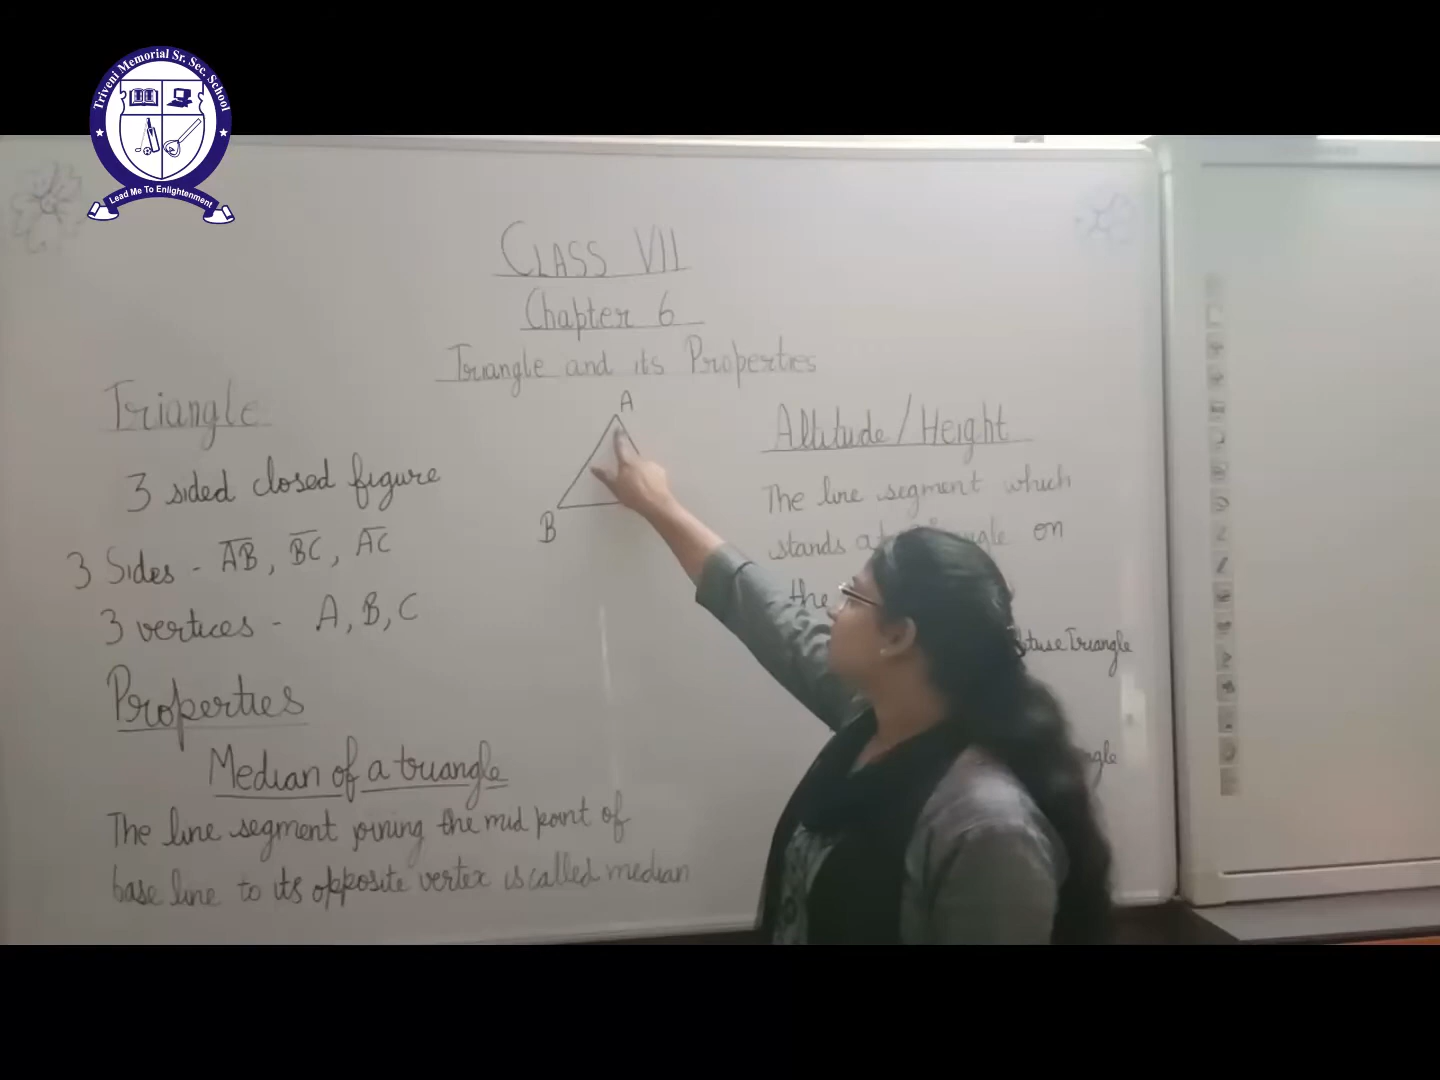 Triveni Memorial Sr. Sec. School
Lead Me To Enlightenment
CLASS VII
Chapter 6
Triangle and its Properties
Triangle
3 sided closed figure
3 Sides - AB, BC, AC
3 vertices - A, B, C
Properties
Median of a triangle
The line segment joining the mid point of
base line to its opposite vertex is called median
A
B
Altitude/Height
The line segment which
stands at on
the
Triangle